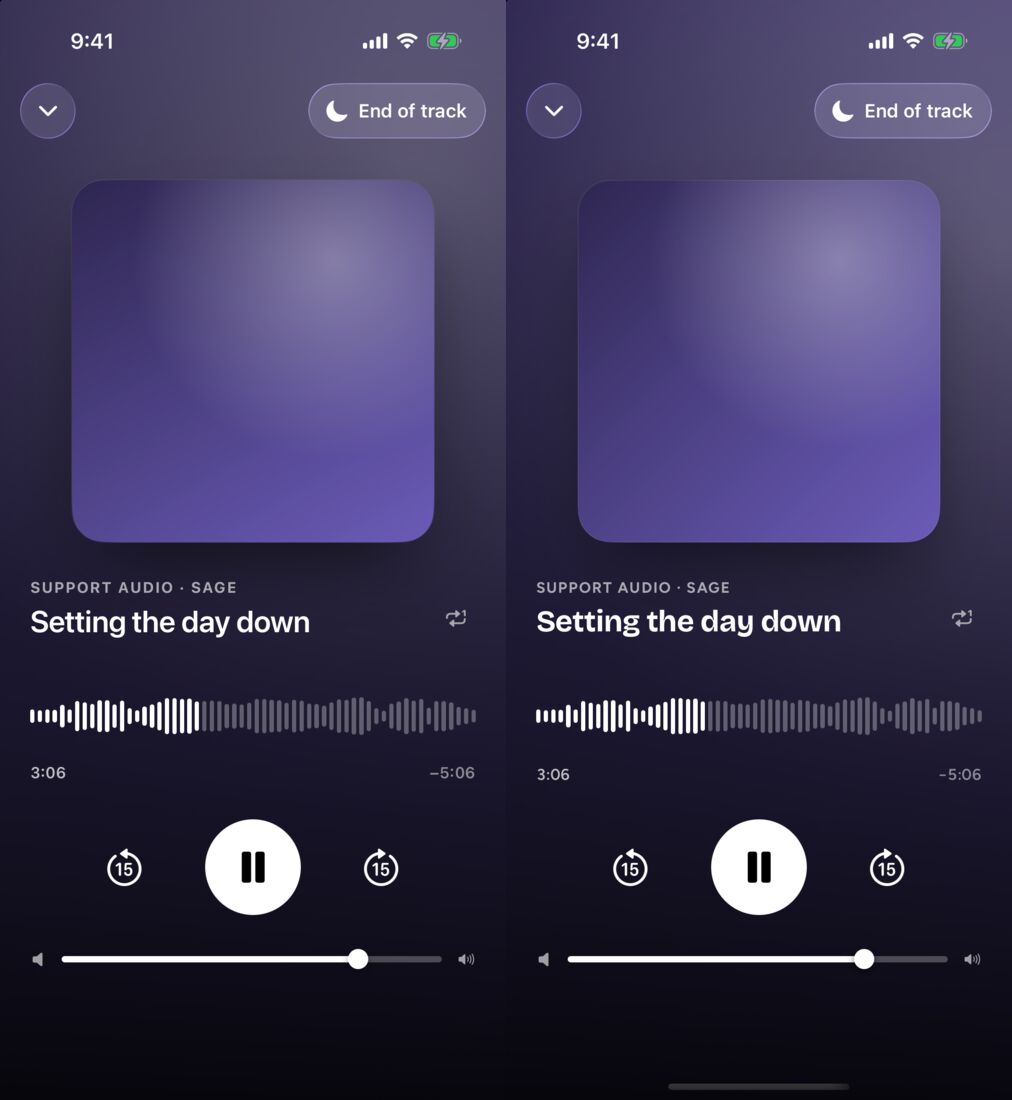 9:41
End of track
SUPPORT AUDIO · SAGE
Setting the day down
3:06
−5:06
15
15
9:41
End of track
SUPPORT AUDIO · SAGE
Setting the day down
3:06
−5:06
15
15